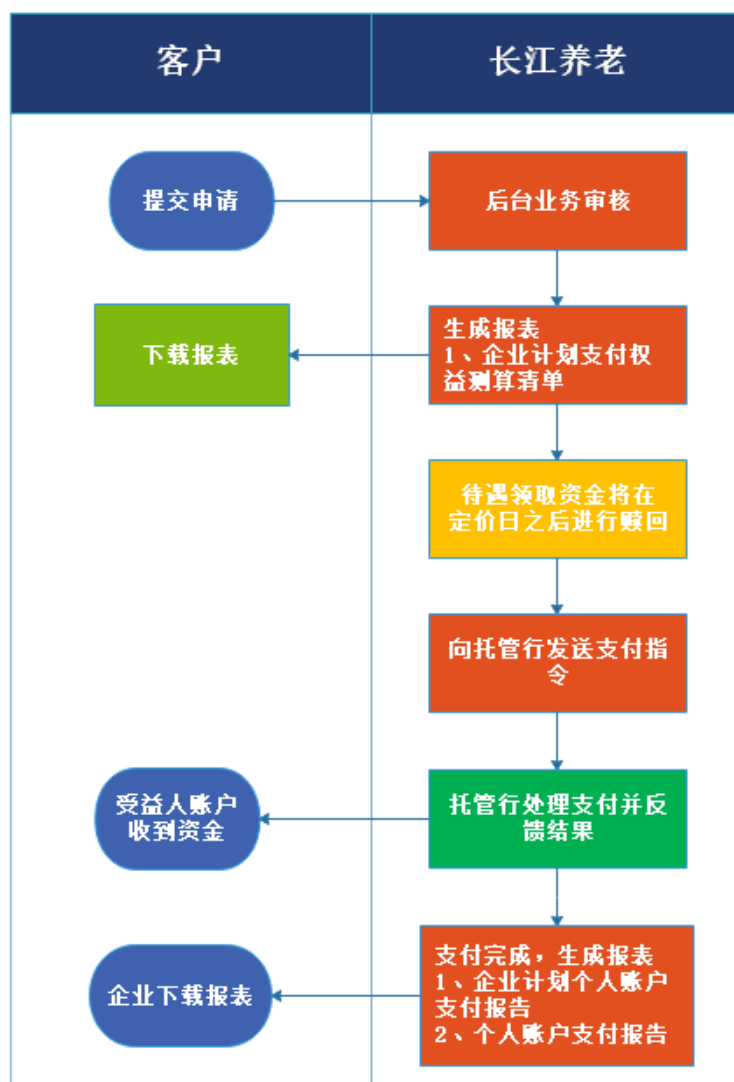 客户
长江养老
提交申请
后台业务审核
下载报表
生成报表
1、企业计划支付权
益测算清单
待遇领取资金将在
定价日之后进行赎回
向托管行发送支付指
令
受益人账户
收到资金
托管行处理支付并反
馈结果
企业下载报表
支付完成，生成报表
1、企业计划个人账户
支付报告
2、个人账户支付报告